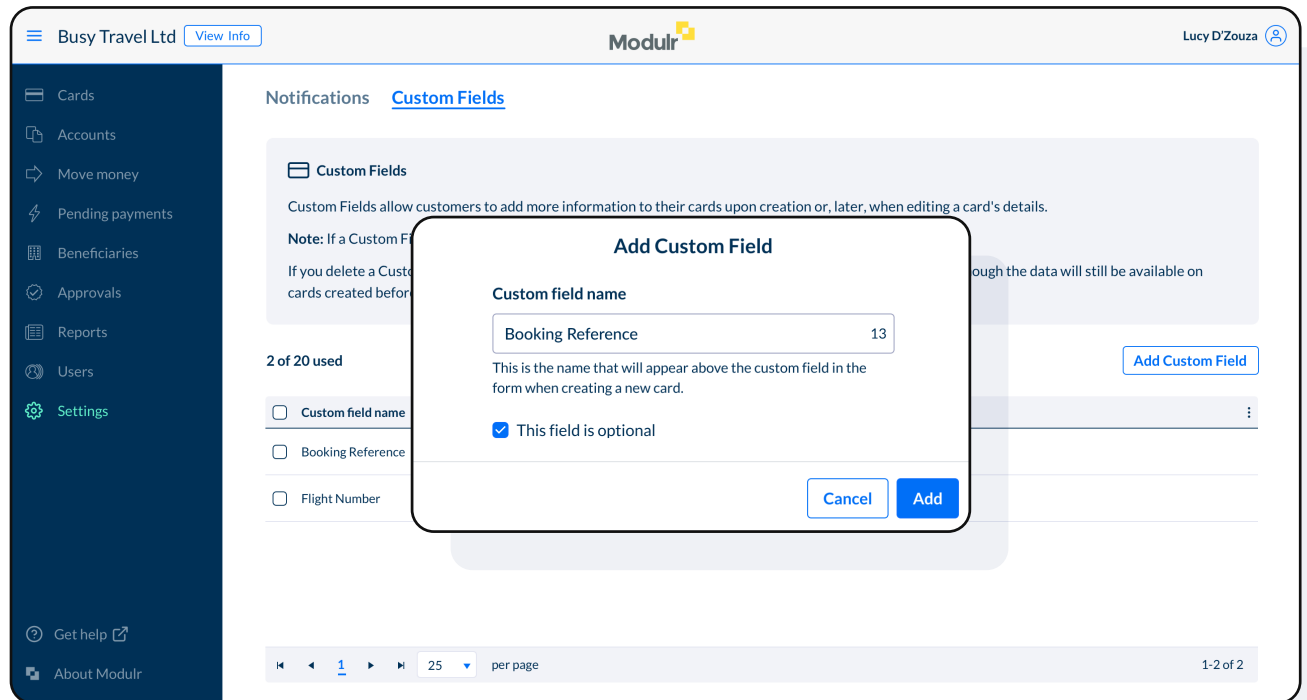 Busy Travel Ltd View Info
Modulr
Lucy D'Zouza
Cards
Accounts
Move money
Pending payments
Beneficiaries
Approvals
Reports
Users
Settings
Get help
About Modulr
Notifications Custom Fields
Custom Fields
Custom Fields allow customers to add more information to their cards upon creation or, later, when editing a card's details.
Note: If a Custom
If you delete a
ough the data will still be available on
cards created
2 of 20 used
Add Custom Field
Custom field name
Booking Reference
Flight Number
Add Custom Field
Custom field name
Booking Reference 13
This is the name that will appear above the custom field in the
form when creating a new card.
This field is optional
Cancel Add
1 25 per page
1-2 of 2